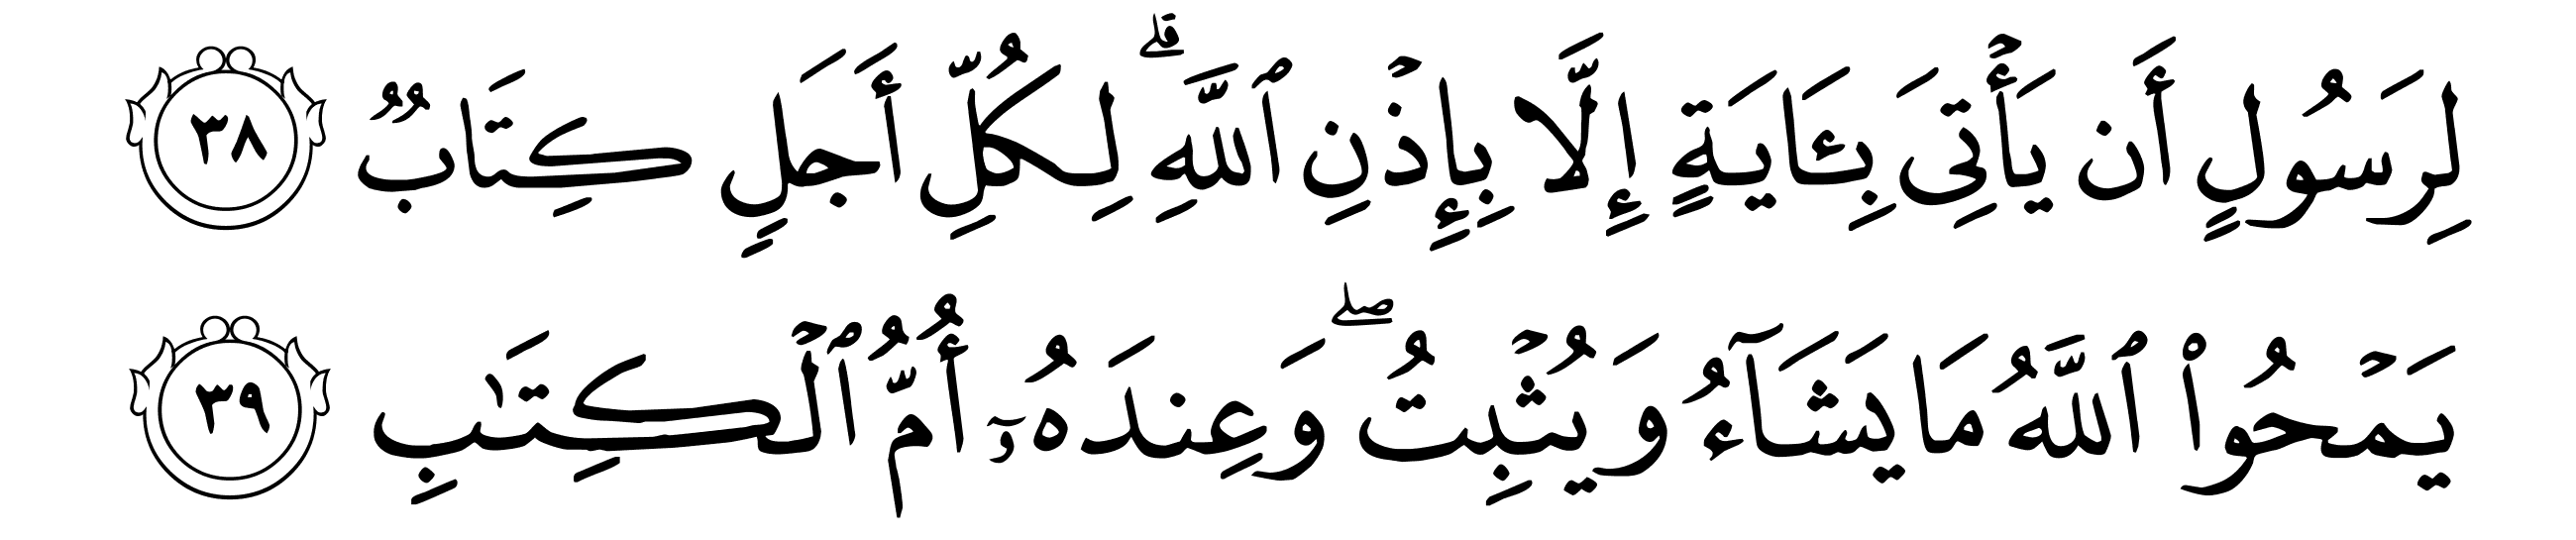 لِرَسُولٍ أَن يَأۡتِىَ بِـَٔايَةٍ إِلَّا بِإِذۡنِ ٱللَّهِۗ لِكُلِّ أَجَلٍ كِتَابٌ ٣٨
يَمۡحُواْ ٱللَّهُ مَا يَشَآءُ وَيُثۡبِتُۖ وَعِندَهُۥٓ أُمُّ ٱلۡكِتَٰبِ ٣٩